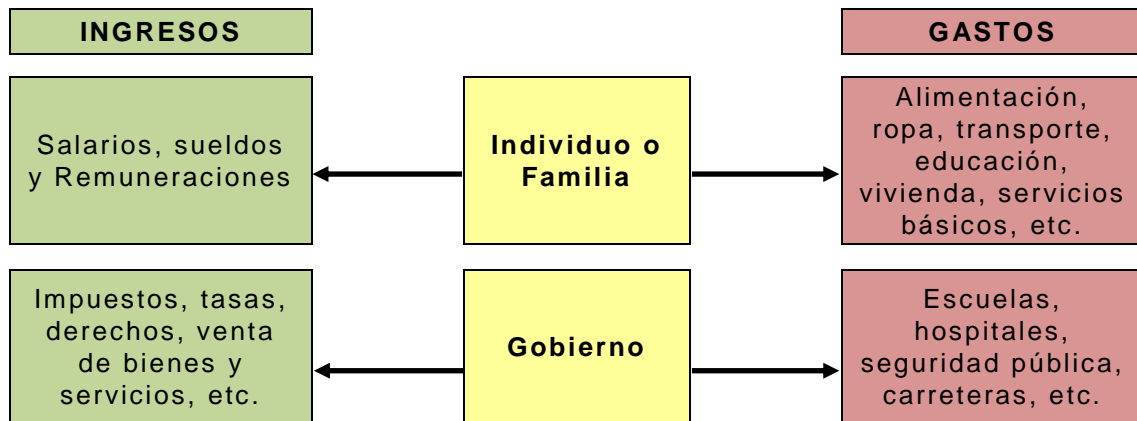 INGRESOS
GASTOS
Salarios, sueldos
y Remuneraciones
Individuo o
Familia
Alimentación,
ropa, transporte,
educación,
vivienda, servicios
básicos, etc.
Impuestos, tasas,
derechos, venta
de bienes y
servicios, etc.
Gobierno
Escuelas,
hospitales,
seguridad pública,
carreteras, etc.